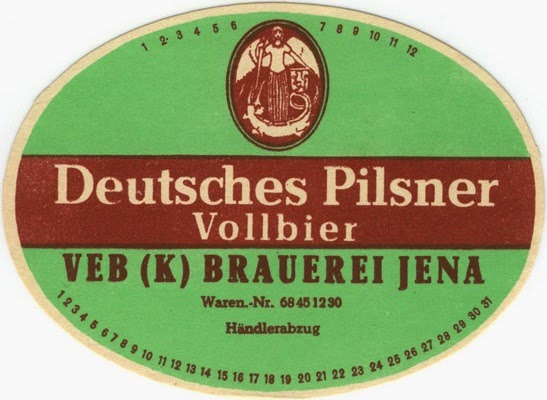 1 2 3 4 5 6 7 8 9 10 11 12
Deutsches Pilsner
Vollbier
VEB (K) BRAUEREI JENA
Waren.-Nr. 68451230
Händlerabzug
1 2 3 4 5 6 7 8 9 10 11 12 13 14 15 16 17 18 19 20 21 22 23 24 25 26 27 28 29 30 31